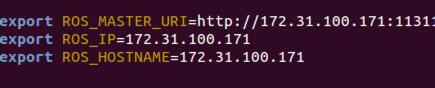 export ROS_MASTER_URI=http://172.31.100.171:11311
export ROS_IP=172.31.100.171
export ROS_HOSTNAME=172.31.100.171